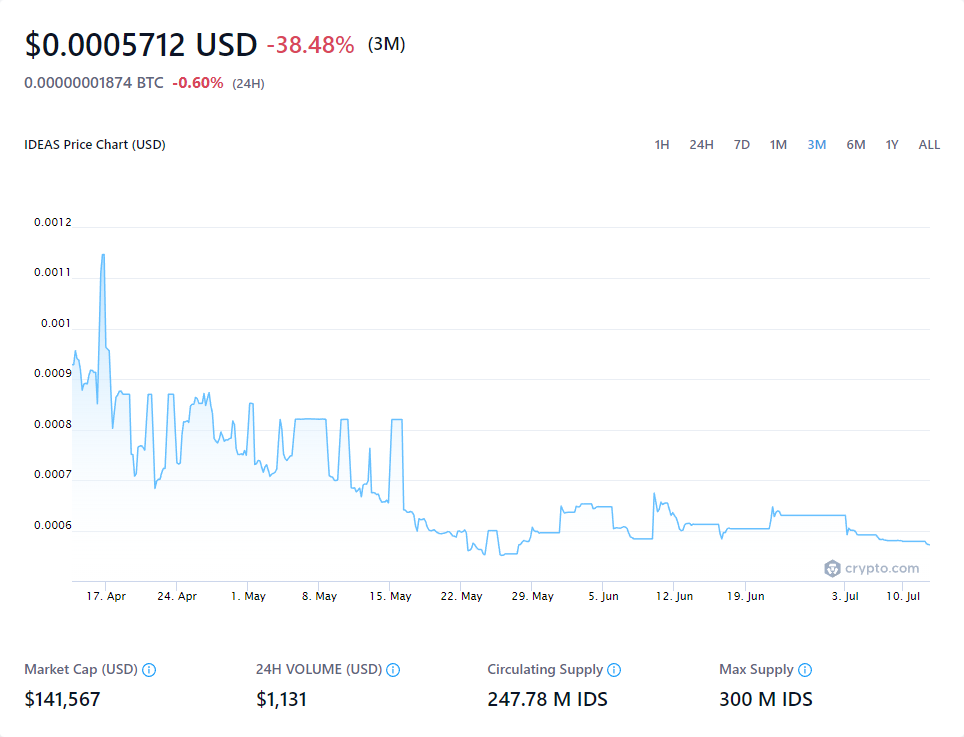 $0.0005712 USD -38.48% (3M)
0.00000001874 BTC -0.60% (24H)
IDEAS Price Chart (USD) 1H 24H 7D 1M 3M 6M 1Y ALL
0.0012
0.0011
0.001
0.0009
0.0008
0.0007
0.0006
crypto.com
17. Apr 24. Apr 1. May 8. May 15. May 22. May 29. May 5. Jun 12. Jun 19. Jun 3. Jul 10. Jul
Market Cap (USD) 24H VOLUME (USD) Circulating Supply Max Supply
$141,567 $1,131 247.78 M IDS 300 M IDS